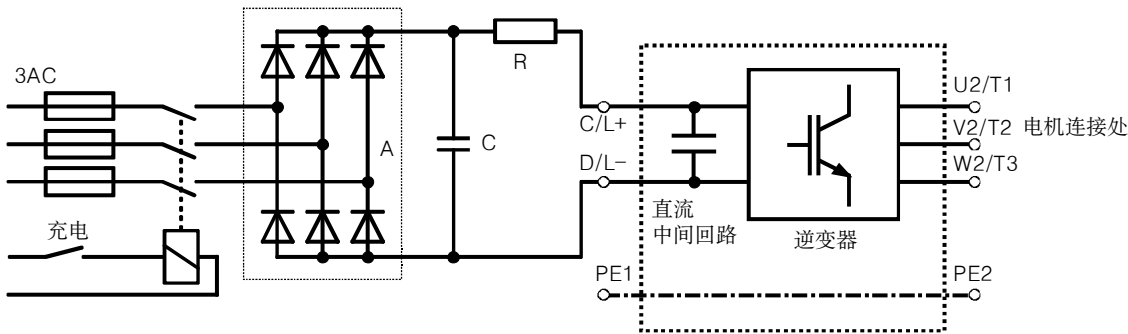 3AC
充电
A
C
R
C/L+
D/L-
直流
中间回路
逆变器
U2/T1
V2/T2 电机连接处
W2/T3
PE1
PE2